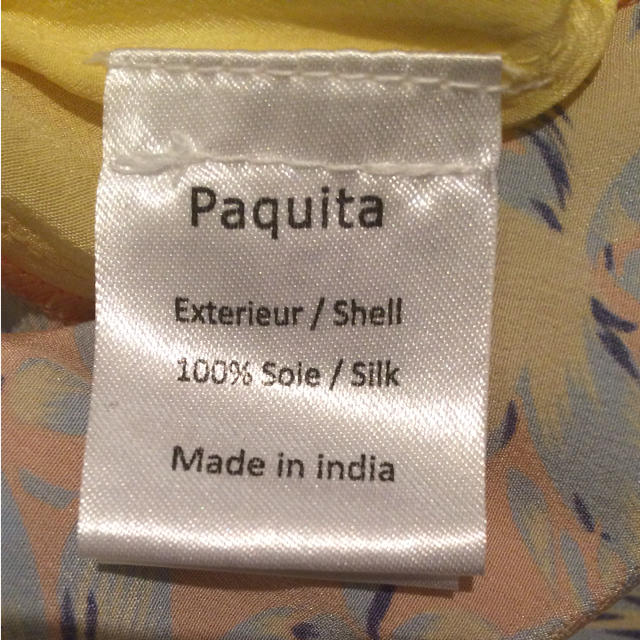 Paquita
Exterieur / Shell
100% Soie / Silk
Made in india